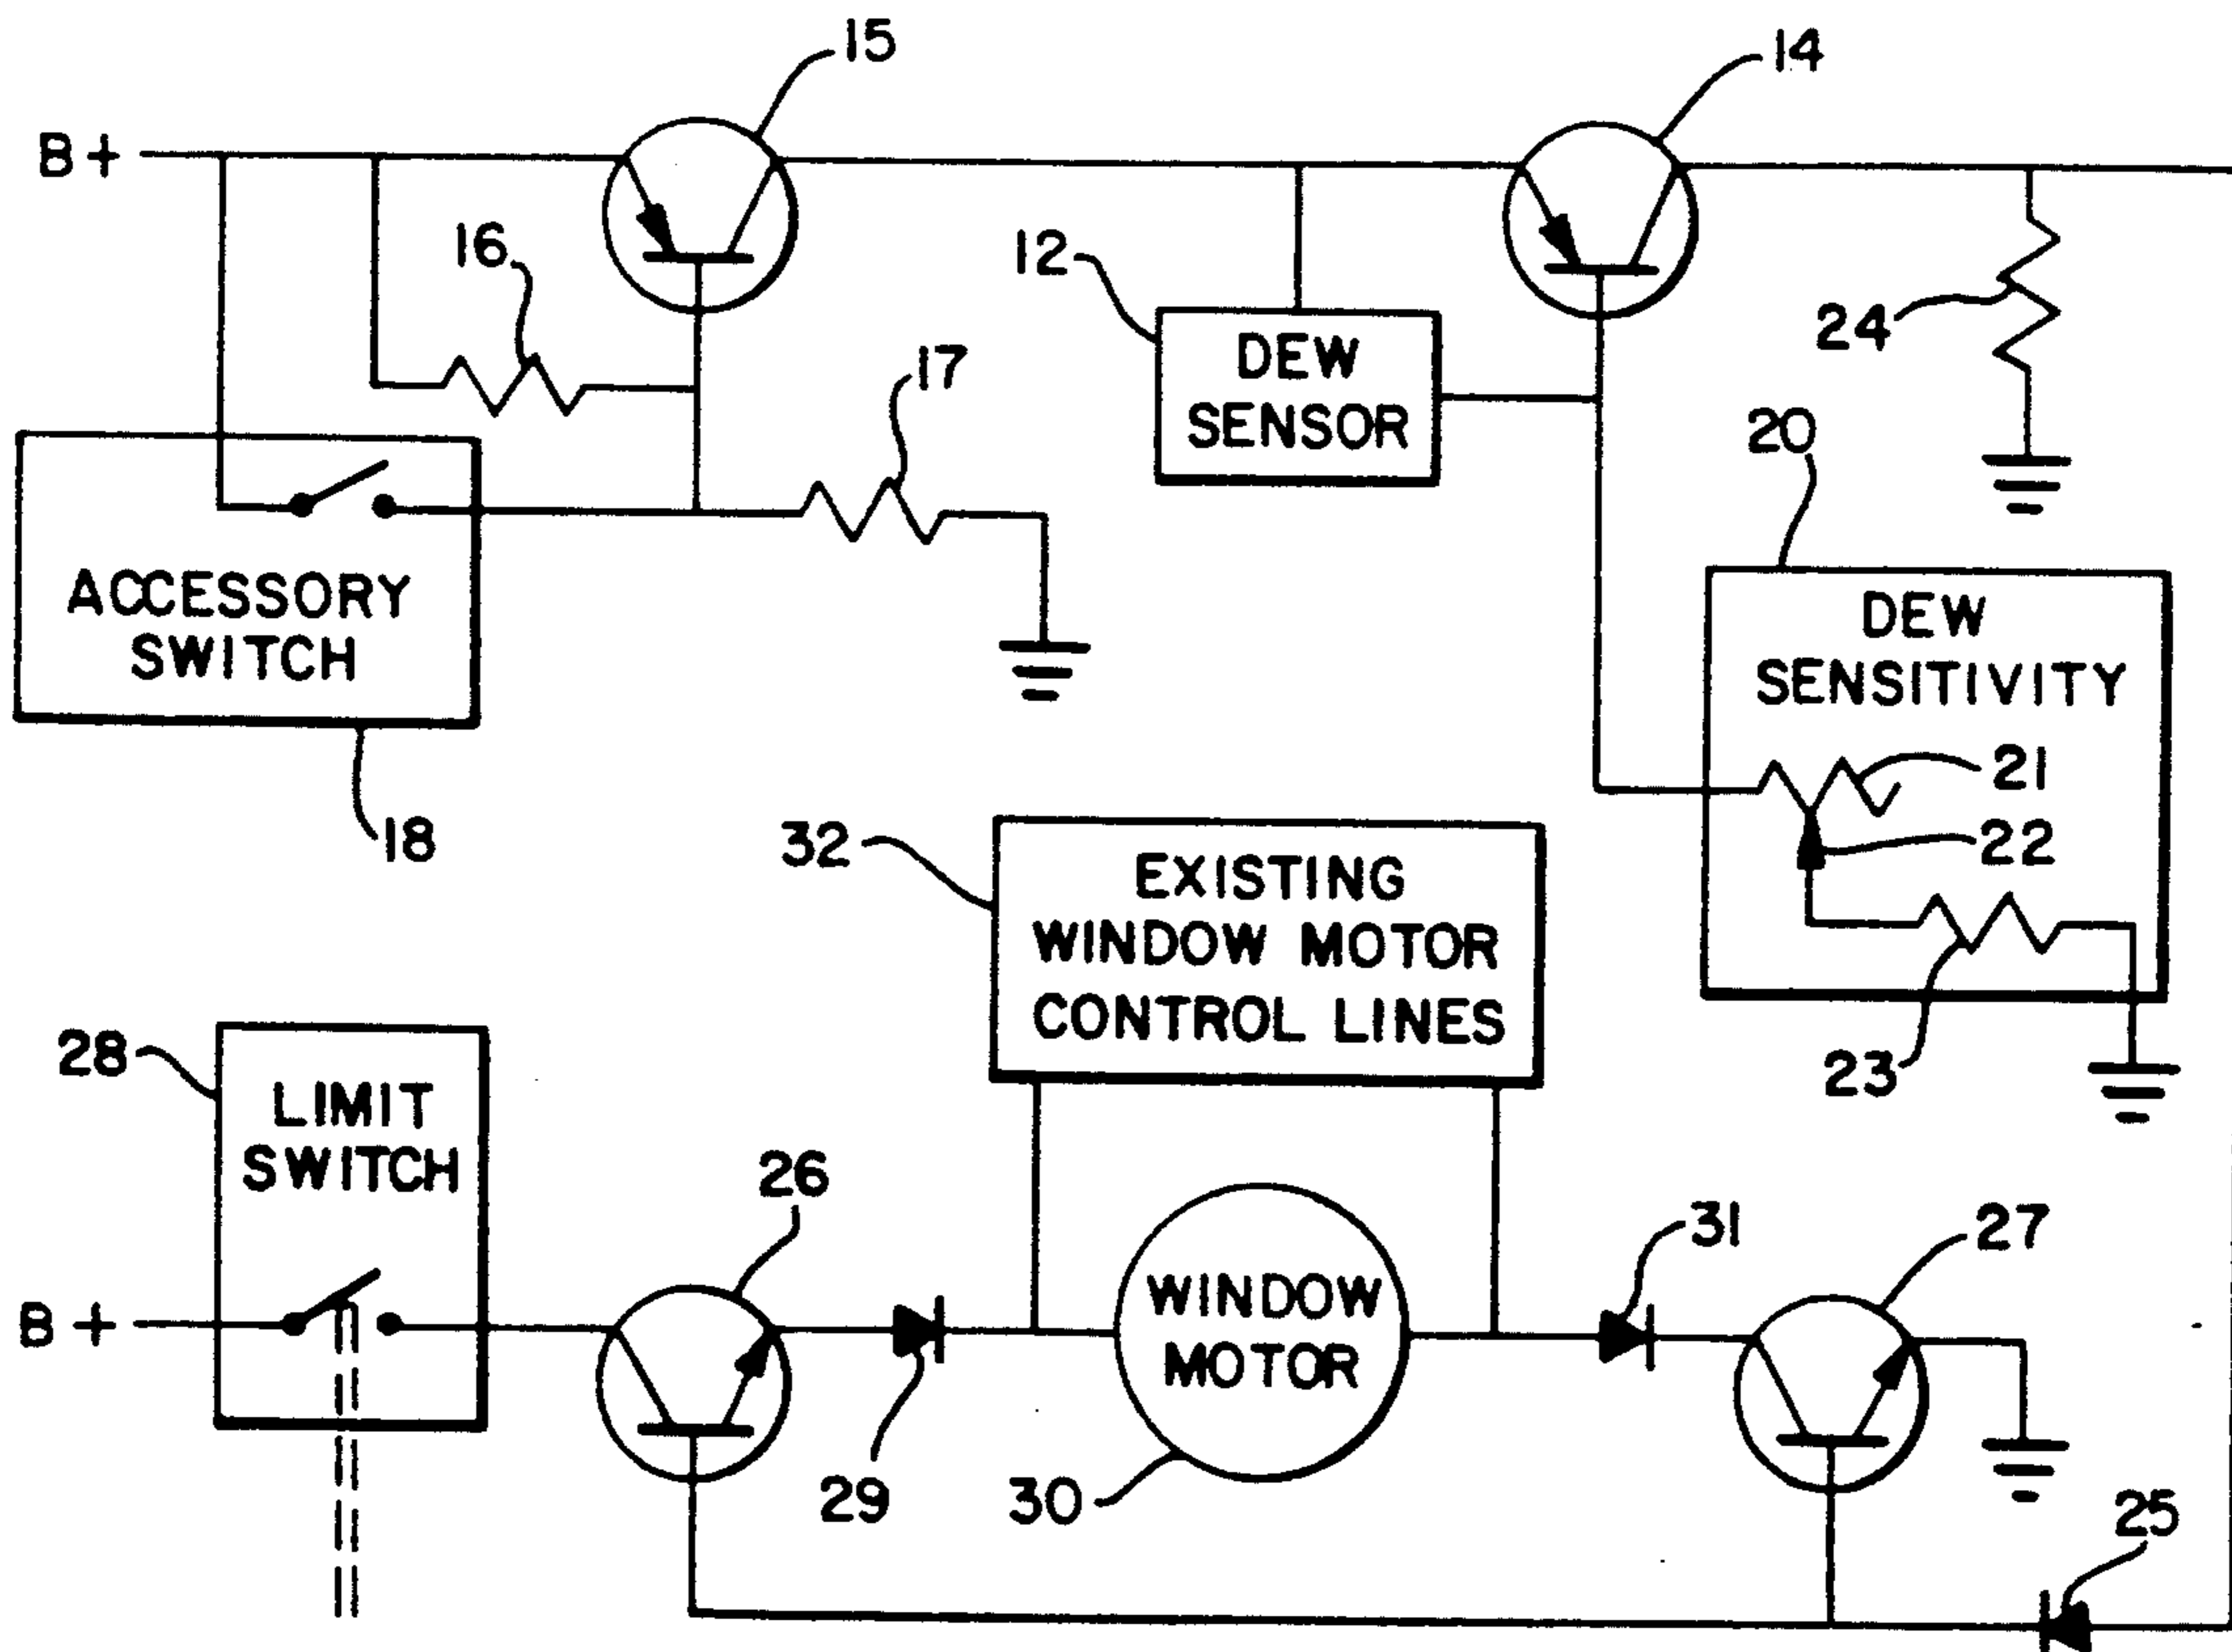 15
14
B+
16
12
DEW
SENSOR
24
17
20
ACCESSORY
SWITCH
DEW
SENSITIVITY
21
18
32
22
EXISTING
WINDOW MOTOR
CONTROL LINES
28
23
LIMIT
SWITCH
26
31
27
B+
WINDOW
MOTOR
29
30
25